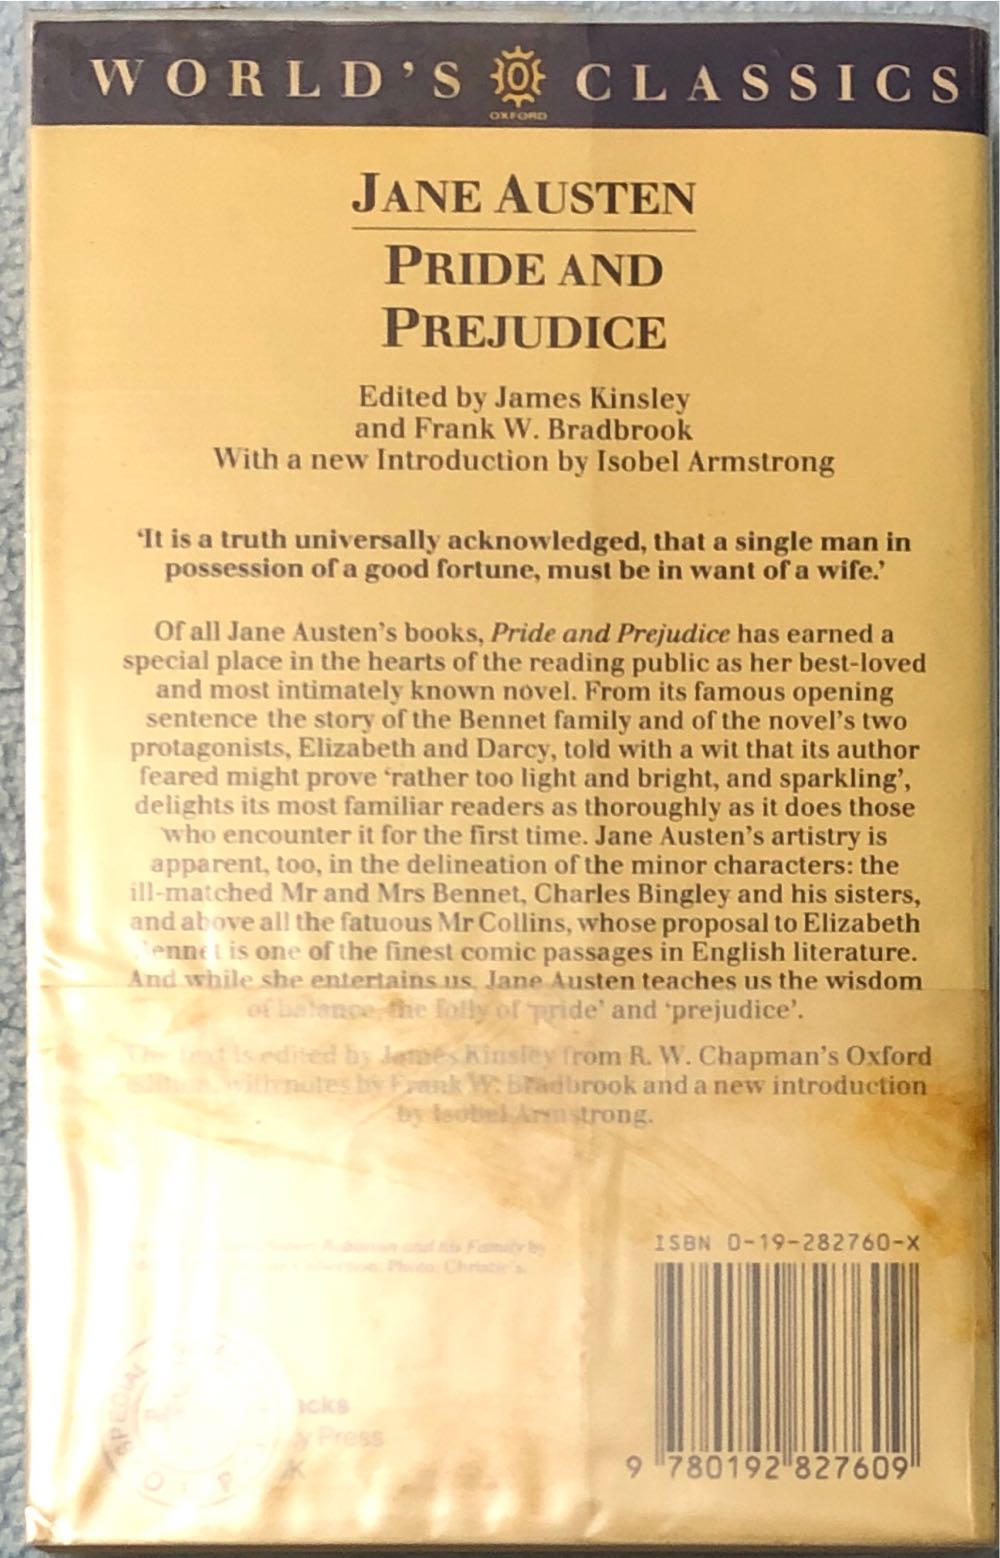 WORLD'S CLASSICS
OXFORD
JANE AUSTEN
PRIDE AND
PREJUDICE
Edited by James Kinsley
and Frank W. Bradbrook
With a new Introduction by Isobel Armstrong
'It is a truth universally acknowledged, that a single man in
possession of a good fortune, must be in want of a wife.'
Of all Jane Austen's books, Pride and Prejudice has earned a
special place in the hearts of the reading public as her best-loved
and most intimately known novel. From its famous opening
sentence the story of the Bennet family and of the novel's two
protagonists, Elizabeth and Darcy, told with a wit that its author
feared might prove 'rather too light and bright, and sparkling',
delights its most familiar readers as thoroughly as it does those
who encounter it for the first time. Jane Austen's artistry is
apparent, too, in the delineation of the minor characters: the
ill-matched Mr and Mrs Bennet, Charles Bingley and his sisters,
and above all the fatuous Mr Collins, whose proposal to Elizabeth
Bennet is one of the finest comic passages in English literature.
And while she entertains us, Jane Austen teaches us the wisdom
of balance, the folly of 'pride' and 'prejudice'.
The text is edited by James Kinsley from R. W. Chapman's Oxford
edition, with notes by Frank W. Bradbrook and a new introduction
by Isobel Armstrong.
and his Family by
Collection. Photo: Christie's.
ISBN 0-19-282760-X
Press
SPECIAL
9 780192 827609